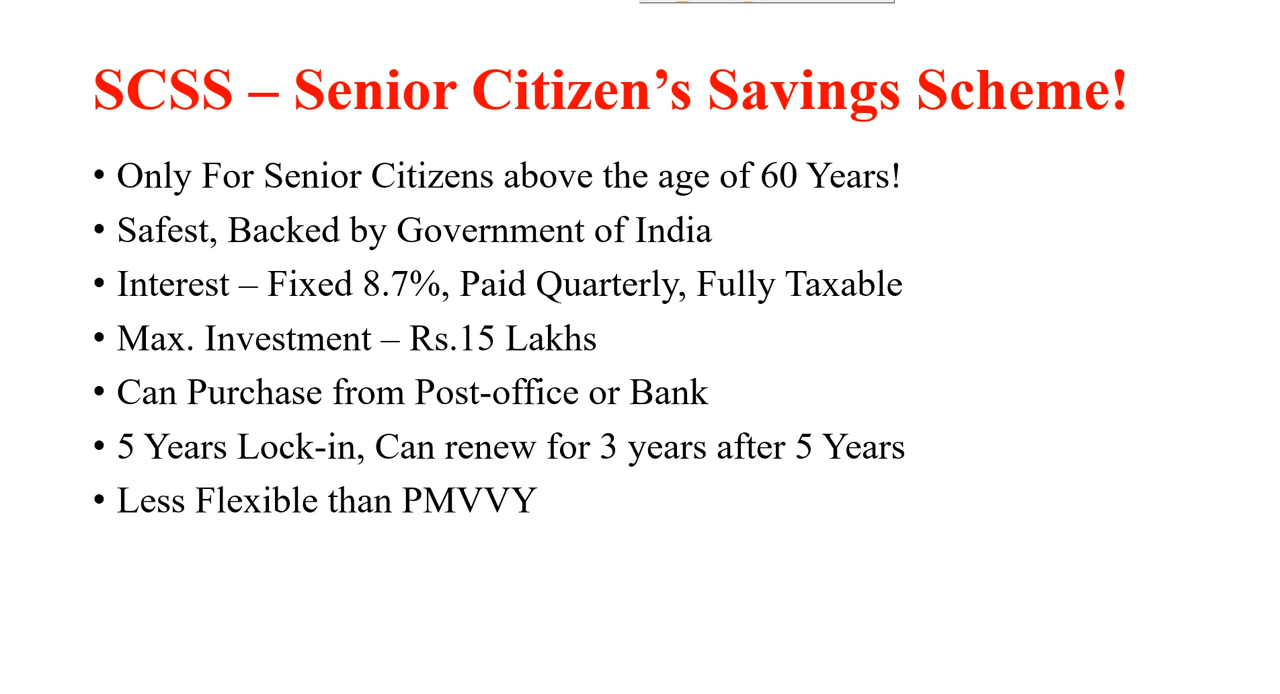 SCSS – Senior Citizen’s Savings Scheme!
• Only For Senior Citizens above the age of 60 Years!
• Safest, Backed by Government of India
• Interest – Fixed 8.7%, Paid Quarterly, Fully Taxable
• Max. Investment – Rs.15 Lakhs
• Can Purchase from Post-office or Bank
• 5 Years Lock-in, Can renew for 3 years after 5 Years
• Less Flexible than PMVVY